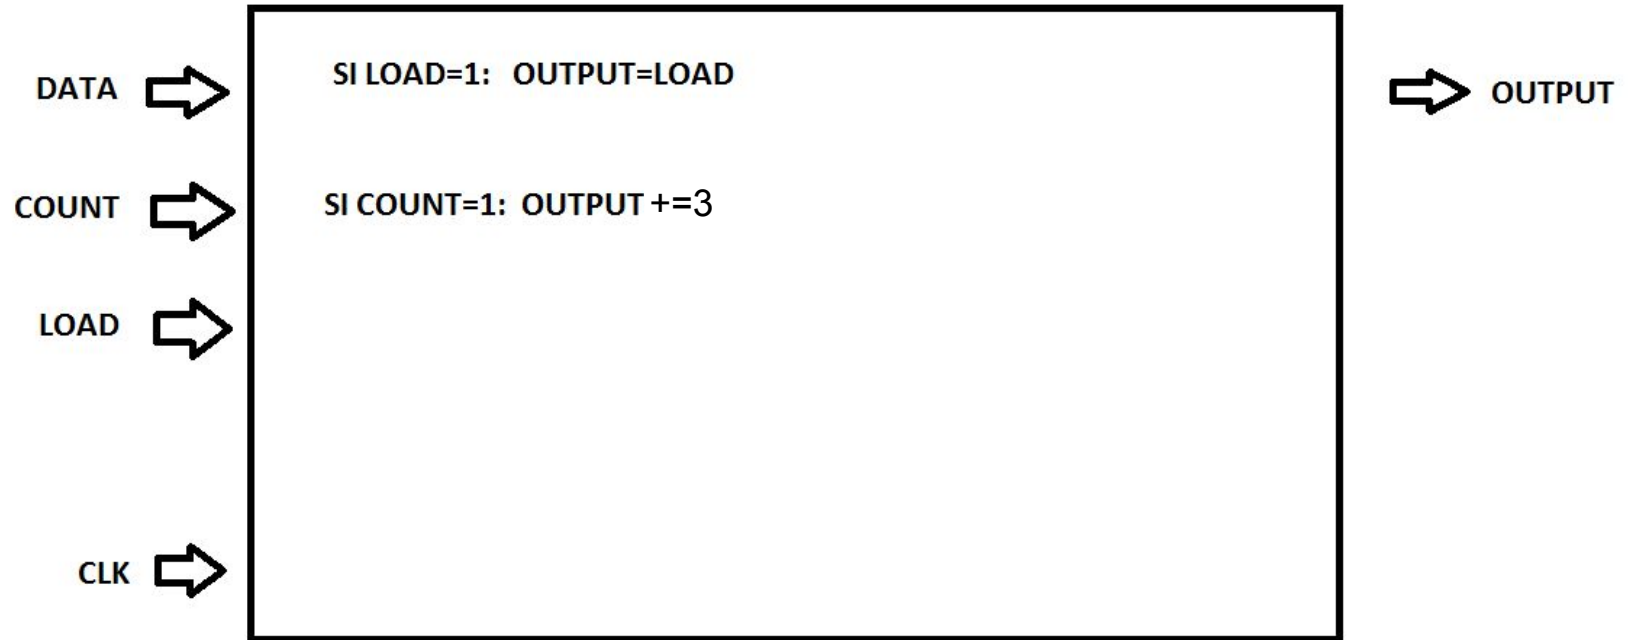 DATA
SI LOAD=1: OUTPUT=LOAD
OUTPUT
COUNT
SI COUNT=1: OUTPUT +=3
LOAD
CLK